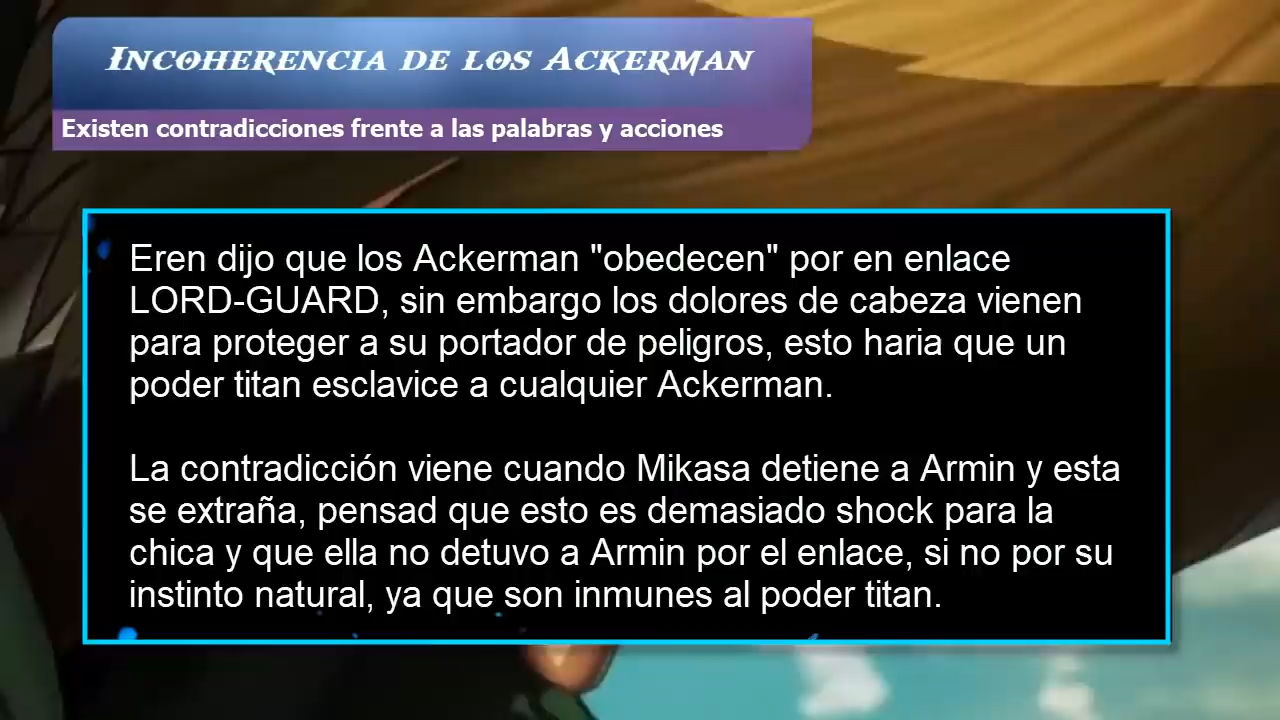 Incoherencia de los Ackerman
Existen contradicciones frente a las palabras y acciones
Eren dijo que los Ackerman "obedecen" por en enlace
LORD-GUARD, sin embargo los dolores de cabeza vienen
para proteger a su portador de peligros, esto haria que un
poder titan esclavice a cualquier Ackerman.
La contradicción viene cuando Mikasa detiene a Armin y esta
se extraña, pensad que esto es demasiado shock para la
chica y que ella no detuvo a Armin por el enlace, si no por su
instinto natural, ya que son inmunes al poder titan.